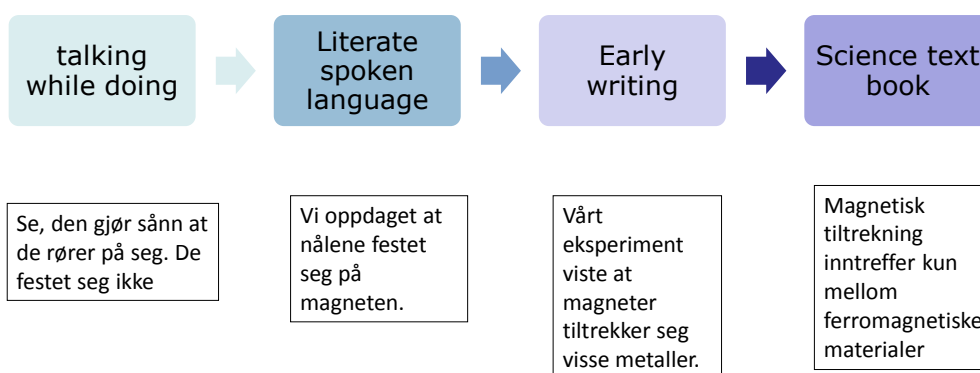 talking
while doing
Literate
spoken
language
Early
writing
Science text
book
Se, den gjør sånn at
de rører på seg. De
festet seg ikke
Vi oppdaget at
nålene festet
seg på
magneten.
Vårt
eksperiment
viste at
magneter
tiltrekker seg
visse metaller.
Magnetisk
tiltrekning
inntreffer kun
mellom
ferromagnetiske
materialer